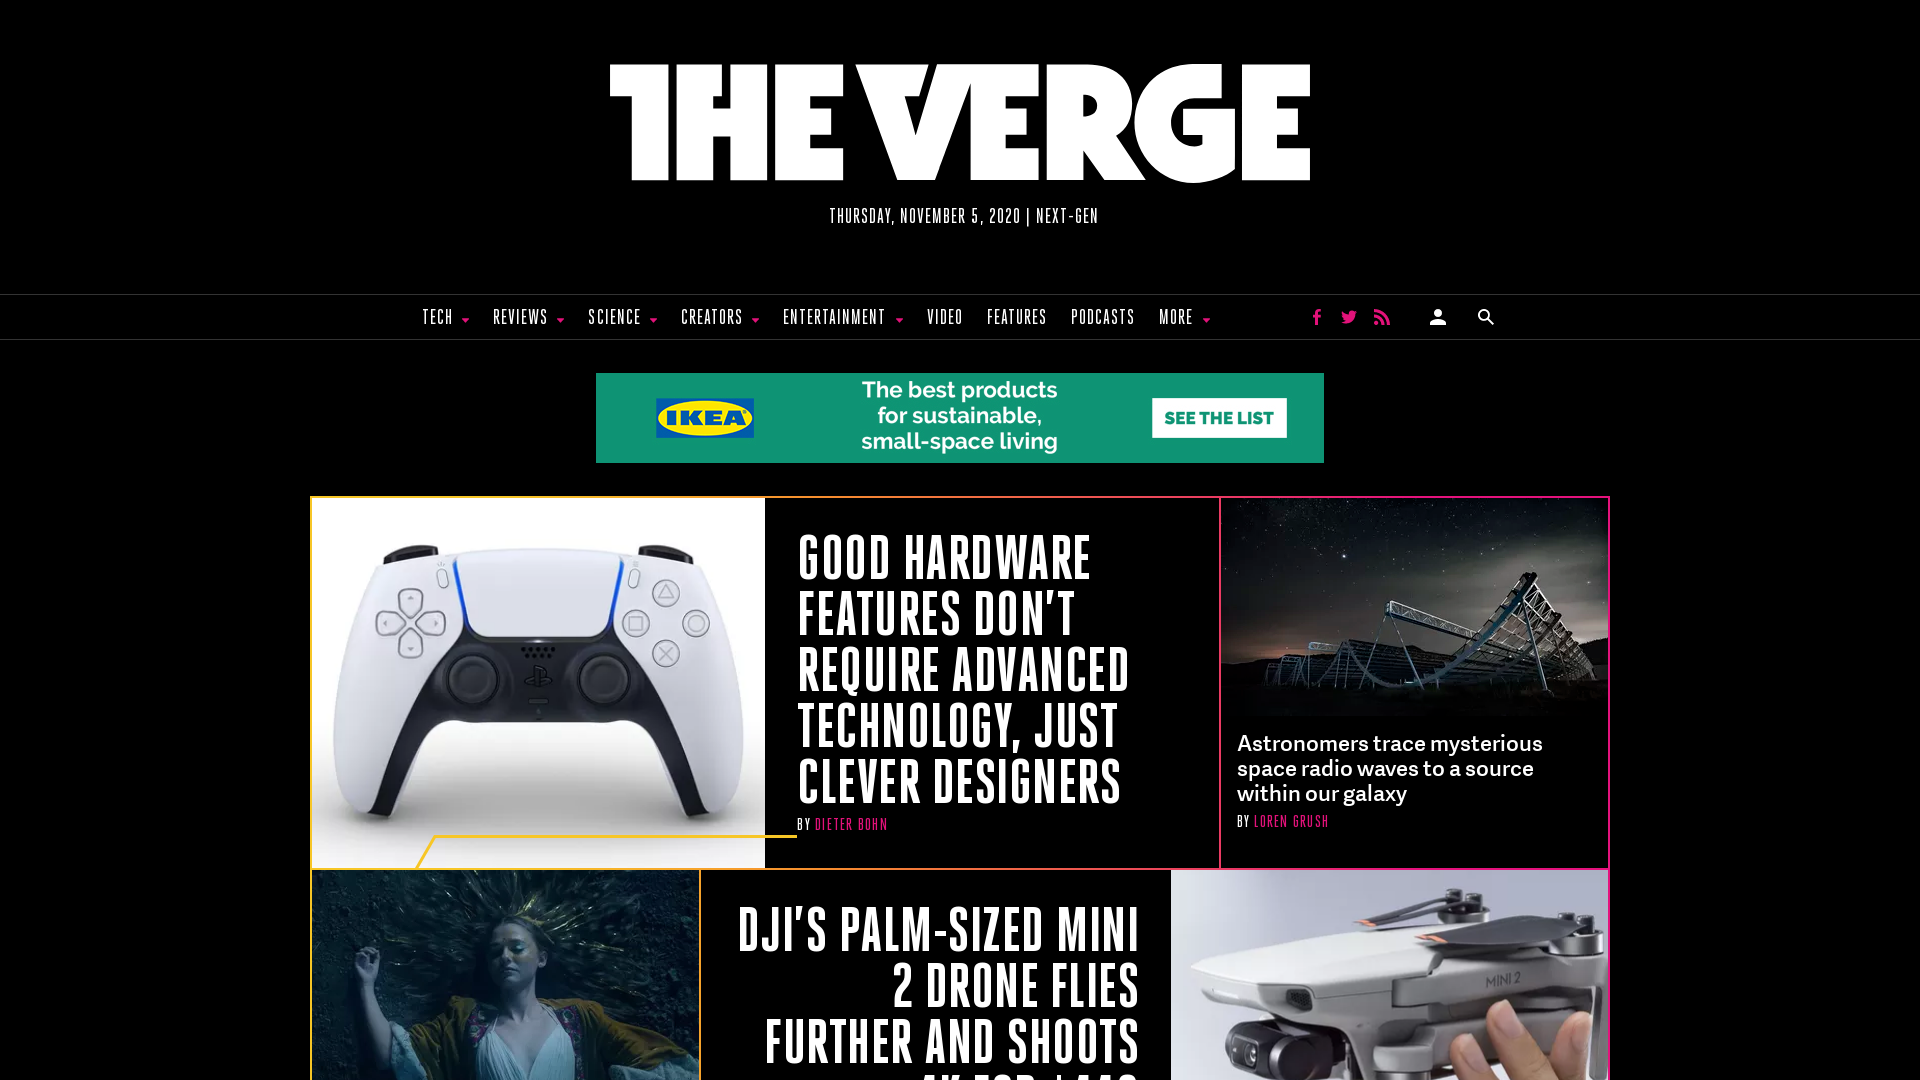 THE VERGE
THURSDAY, NOVEMBER 5, 2020 | NEXT-GEN
TECH REVIEWS SCIENCE CREATORS ENTERTAINMENT VIDEO FEATURES PODCASTS MORE
IKEA
The best products
for sustainable,
small-space living
SEE THE LIST
GOOD HARDWARE
FEATURES DON'T
REQUIRE ADVANCED
TECHNOLOGY, JUST
CLEVER DESIGNERS
BY DIETER BOHN
Astronomers trace mysterious
space radio waves to a source
within our galaxy
BY LOREN GRUSH
DJI'S PALM-SIZED MINI
2 DRONE FLIES
FURTHER AND SHOOTS
MINI 2